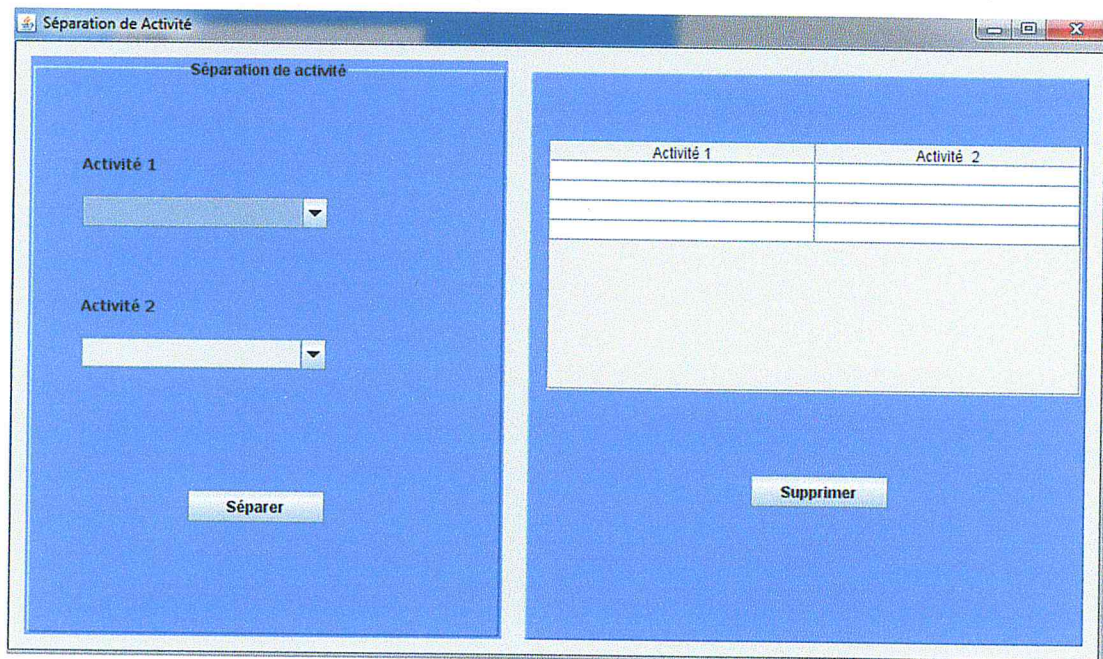 Séparation de Activité
Séparation de activité
Activité 1
Activité 2
Séparer
Activité 1 Activité 2
Supprimer